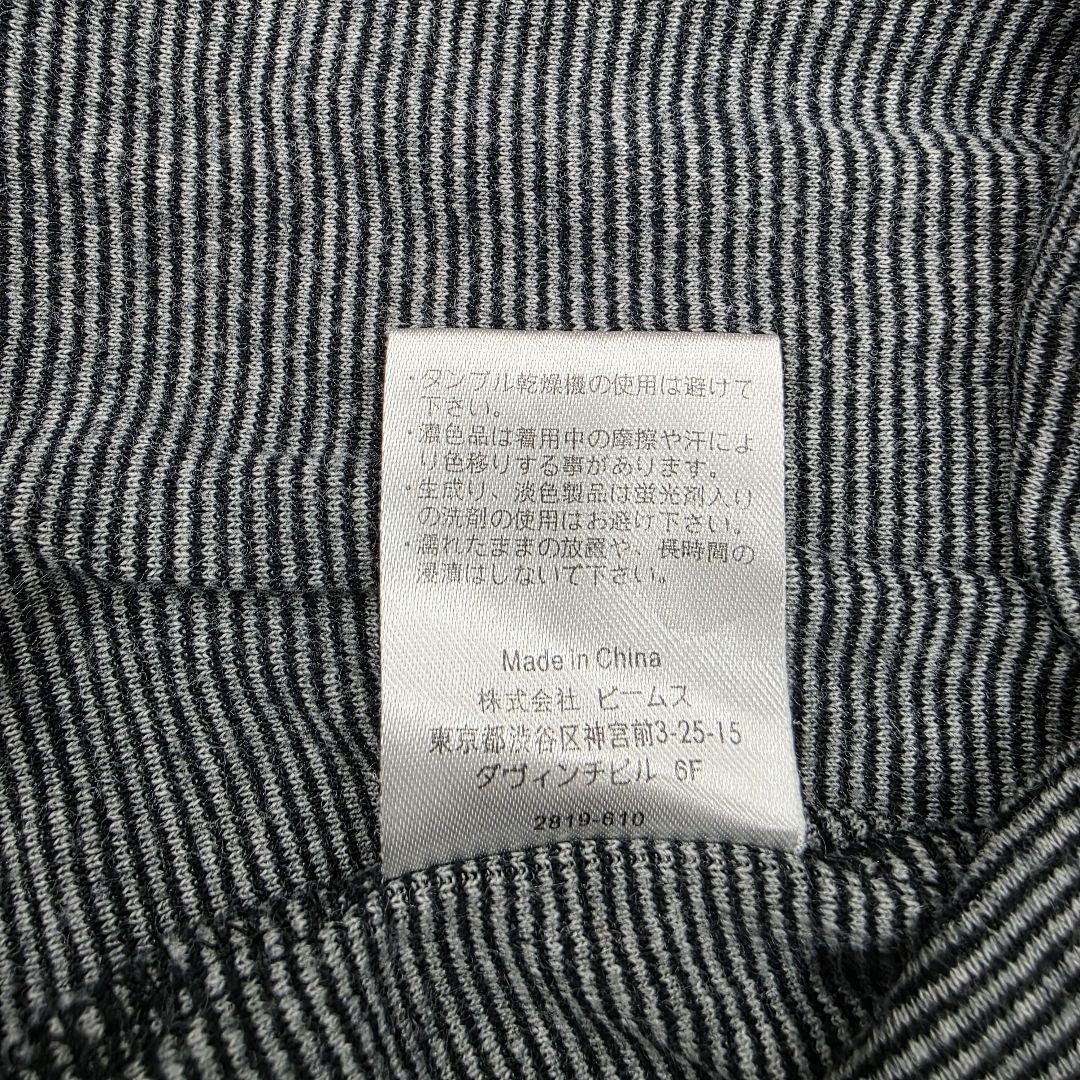 ・タンブル乾燥機の使用は避けて
下さい。
・濃色品は着用中の摩擦や汗によ
り色移りする事があります。
・生成り、淡色製品は蛍光剤入り
の洗剤の使用はお避け下さい。
・濡れたままの放置や、長時間の
浸漬はしないで下さい。
Made in China
株式会社 ビームス
東京都渋谷区神宮前3-25-15
ダヴィンチビル 6F
2819-610